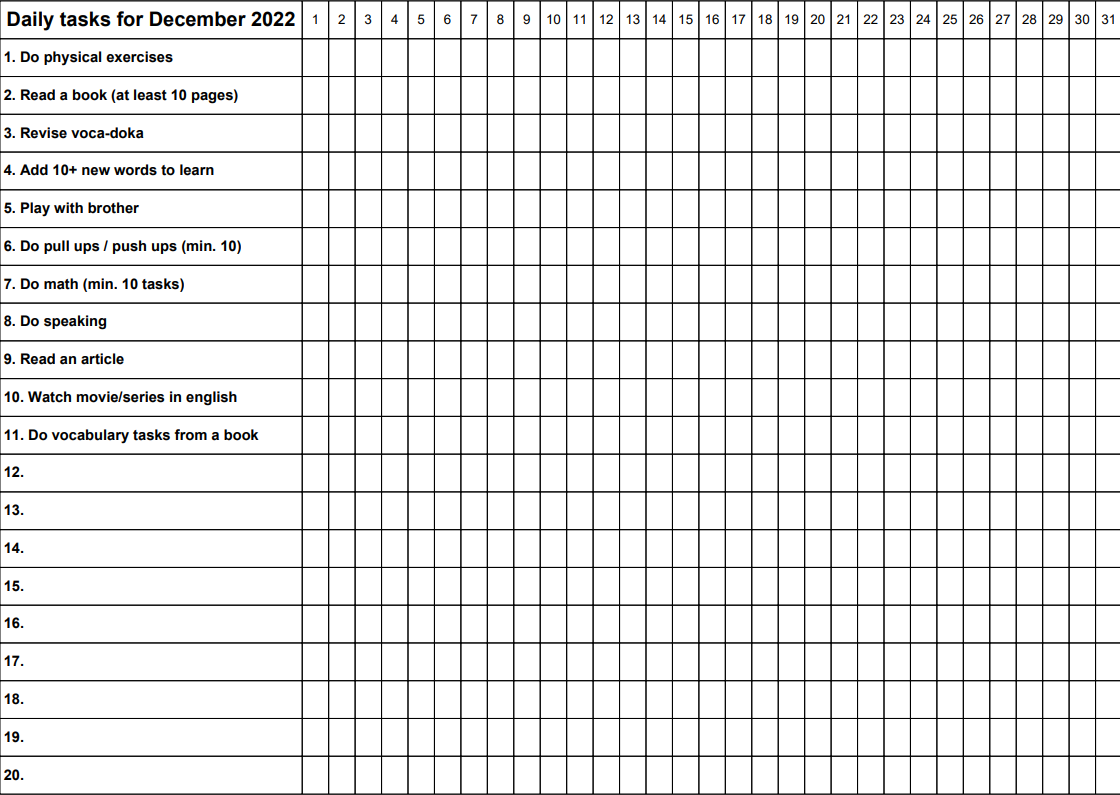 Daily tasks for December 2022 1 2 3 4 5 6 7 8 9 10 11 12 13 14 15 16 17 18 19 20 21 22 23 24 25 26 27 28 29 30 31
1. Do physical exercises
2. Read a book (at least 10 pages)
3. Revise voca-doka
4. Add 10+ new words to learn
5. Play with brother
6. Do pull ups / push ups (min. 10)
7. Do math (min. 10 tasks)
8. Do speaking
9. Read an article
10. Watch movie/series in english
11. Do vocabulary tasks from a book
12.
13.
14.
15.
16.
17.
18.
19.
20.